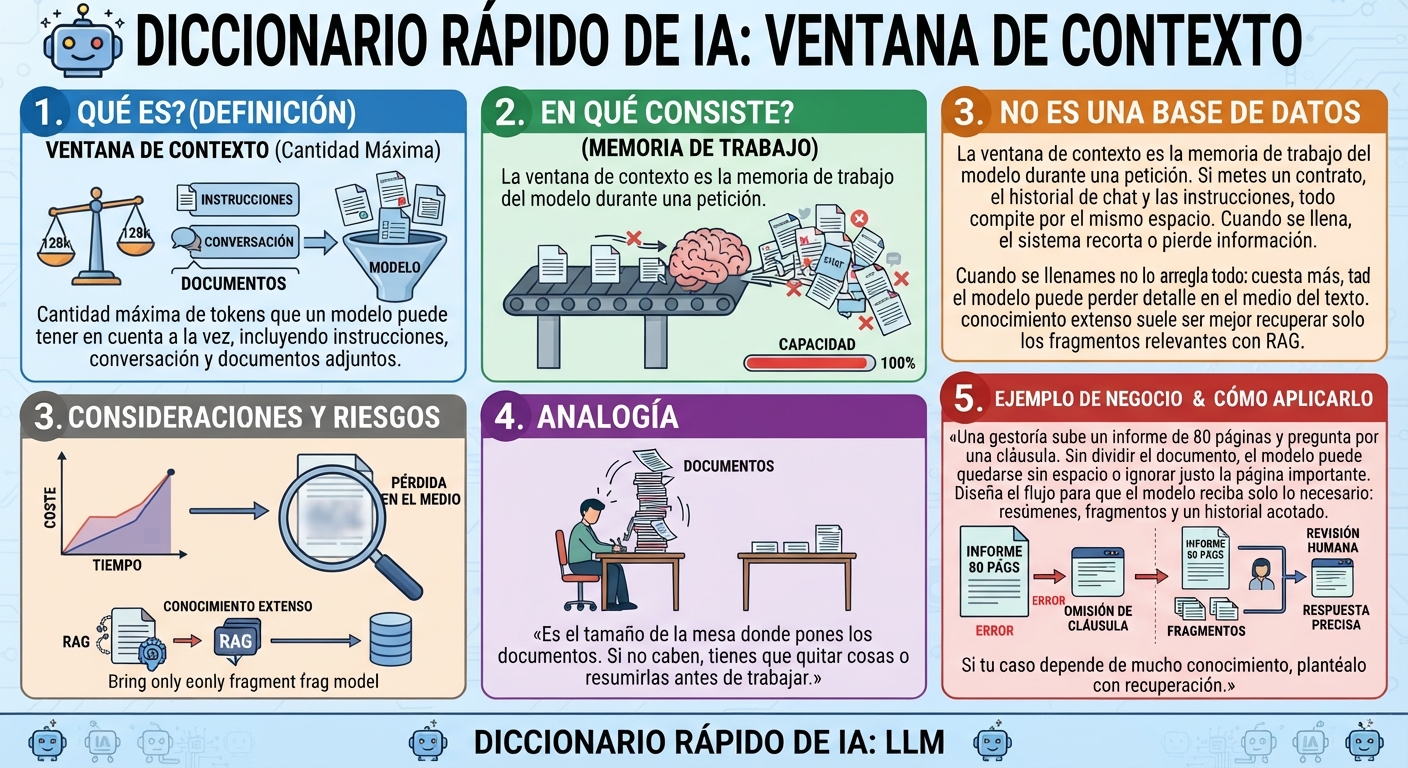 DICCIONARIO RÁPIDO DE IA: VENTANA DE CONTEXTO
1. QUÉ ES? (DEFINICIÓN)
VENTANA DE CONTEXTO (Cantidad Máxima)
128k
128k
INSTRUCCIONES
CONVERSACIÓN
DOCUMENTOS
MODELO
Cantidad máxima de tokens que un modelo puede
tener en cuenta a la vez, incluyendo instrucciones,
conversación y documentos adjuntos.
2. EN QUÉ CONSISTE?
(MEMORIA DE TRABAJO)
La ventana de contexto es la memoria de trabajo
del modelo durante una petición.
CAPACIDAD
100%
3. NO ES UNA BASE DE DATOS
La ventana de contexto es la memoria de trabajo del
modelo durante una petición. Si metes un contrato,
el historial de chat y las instrucciones, todo
compite por el mismo espacio. Cuando se llena,
el sistema recorta o pierde información.
Cuando se llenames no lo arregla todo: cuesta más, tad
el modelo puede perder detalle en el medio del texto.
conocimiento extenso suele ser mejor recuperar solo
los fragmentos relevantes con RAG.
3. CONSIDERACIONES Y RIESGOS
COSTE
TIEMPO
PÉRDIDA
EN EL MEDIO
CONOCIMIENTO EXTENSO
RAG
RAG
Bring only eonly fragment frag model
4. ANALOGÍA
DOCUMENTOS
«Es el tamaño de la mesa donde pones los
documentos. Si no caben, tienes que quitar cosas o
resumirlas antes de trabajar.»
5. EJEMPLO DE NEGOCIO & CÓMO APLICARLO
«Una gestoría sube un informe de 80 páginas y pregunta por
una cláusula. Sin dividir el documento, el modelo puede
quedarse sin espacio o ignorar justo la página importante.
Diseña el flujo para que el modelo reciba solo lo necesario:
resúmenes, fragmentos y un historial acotado.
INFORME
80 PÁGS
ERROR
ERROR
OMISIÓN DE
CLÁUSULA
INFORME
80 PÁGS
FRAGMENTOS
REVISIÓN
HUMANA
RESPUESTA
PRECISA
Si tu caso depende de mucho conocimiento, plantéalo
con recuperación.»
IA
DICCIONARIO RÁPIDO DE IA: LLM
IA